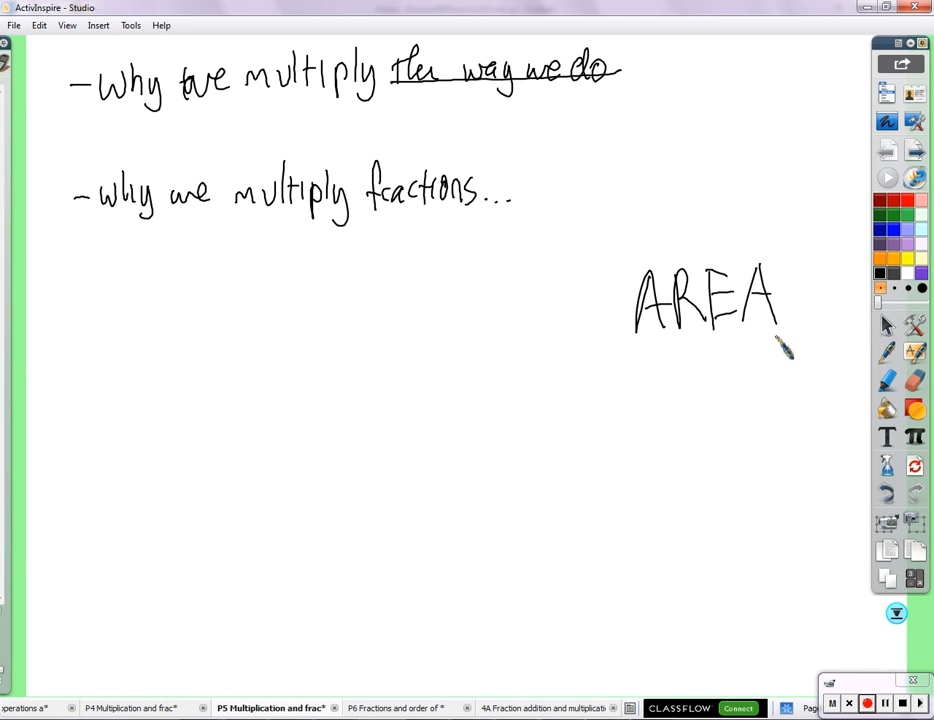 ActivInspire - Studio
File Edit View Insert Tools Help
- Why we multiply the way we do
- why we multiply fractions...
AREA
operations a* P4 Multiplication and frac* P5 Multiplication and frac* P6 Fractions and order of * 4A Fraction addition and multiplicati CLASSFLOW Connect Pag
M